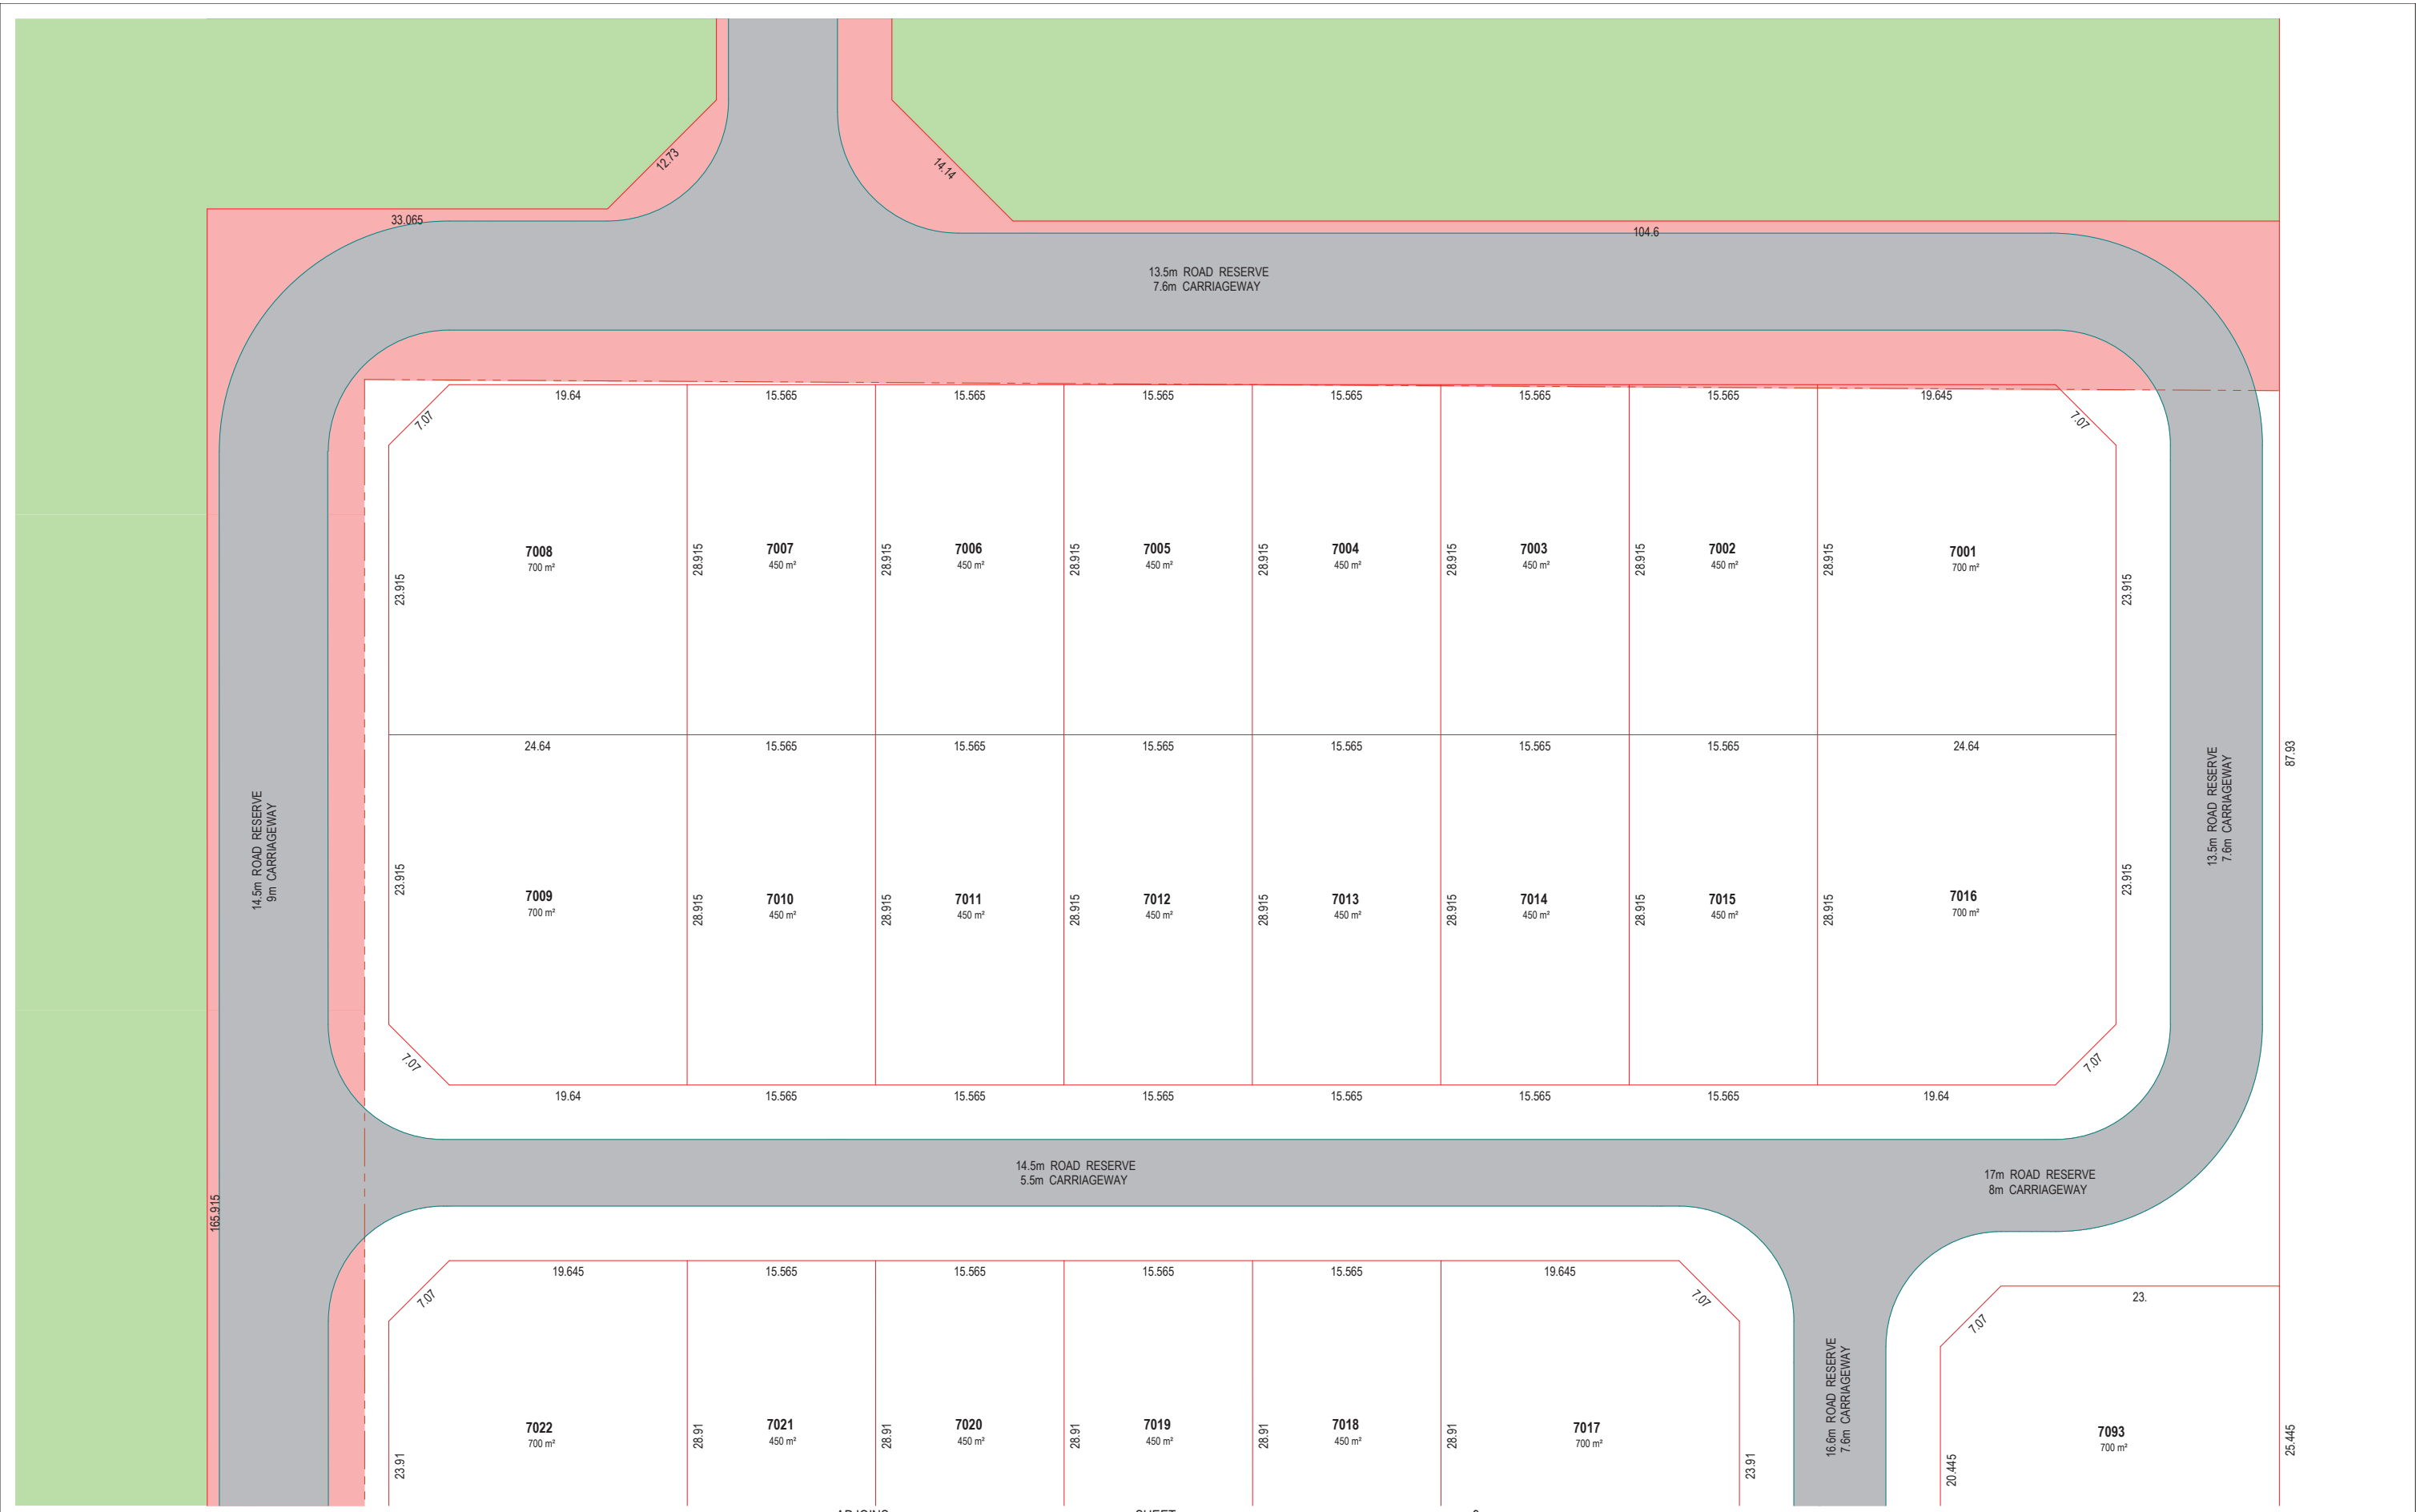 12.73
14.14
33.065
104.6
13.5m ROAD RESERVE
7.6m CARRIAGEWAY
19.64
15.565
15.565
15.565
15.565
15.565
15.565
19.645
7.07
7.07
7008
700 m²
7007
450 m²
7006
450 m²
7005
450 m²
7004
450 m²
7003
450 m²
7002
450 m²
7001
700 m²
23.915
28.915
28.915
28.915
28.915
28.915
28.915
28.915
23.915
24.64
15.565
15.565
15.565
15.565
15.565
15.565
24.64
87.93
14.5m ROAD RESERVE
9m CARRIAGEWAY
13.5m ROAD RESERVE
7.6m CARRIAGEWAY
7009
700 m²
7010
450 m²
7011
450 m²
7012
450 m²
7013
450 m²
7014
450 m²
7015
450 m²
7016
700 m²
23.915
28.915
28.915
28.915
28.915
28.915
28.915
28.915
23.915
7.07
7.07
19.64
15.565
15.565
15.565
15.565
15.565
15.565
19.64
14.5m ROAD RESERVE
5.5m CARRIAGEWAY
17m ROAD RESERVE
8m CARRIAGEWAY
165.915
19.645
15.565
15.565
15.565
15.565
19.645
23.
7.07
7.07
7.07
16.6m ROAD RESERVE
7.6m CARRIAGEWAY
7022
700 m²
7021
450 m²
7020
450 m²
7019
450 m²
7018
450 m²
7017
700 m²
7093
700 m²
23.91
28.91
28.91
28.91
28.91
28.91
23.91
20.445
25.445